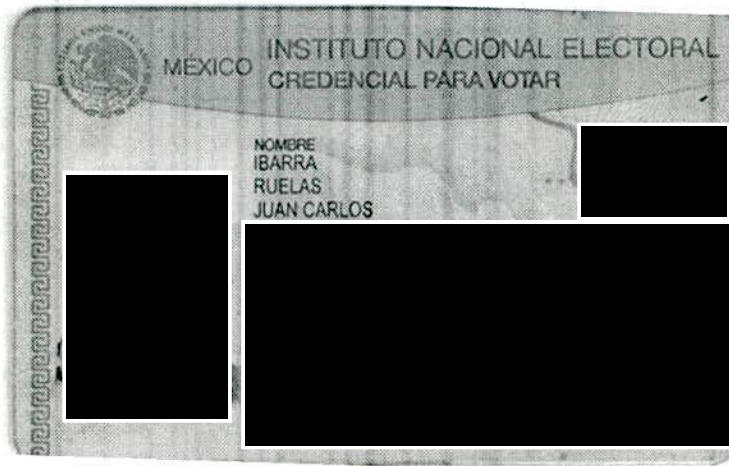 MÉXICO
INSTITUTO NACIONAL ELECTORAL
CREDENCIAL PARA VOTAR
NOMBRE
IBARRA
RUELAS
JUAN CARLOS